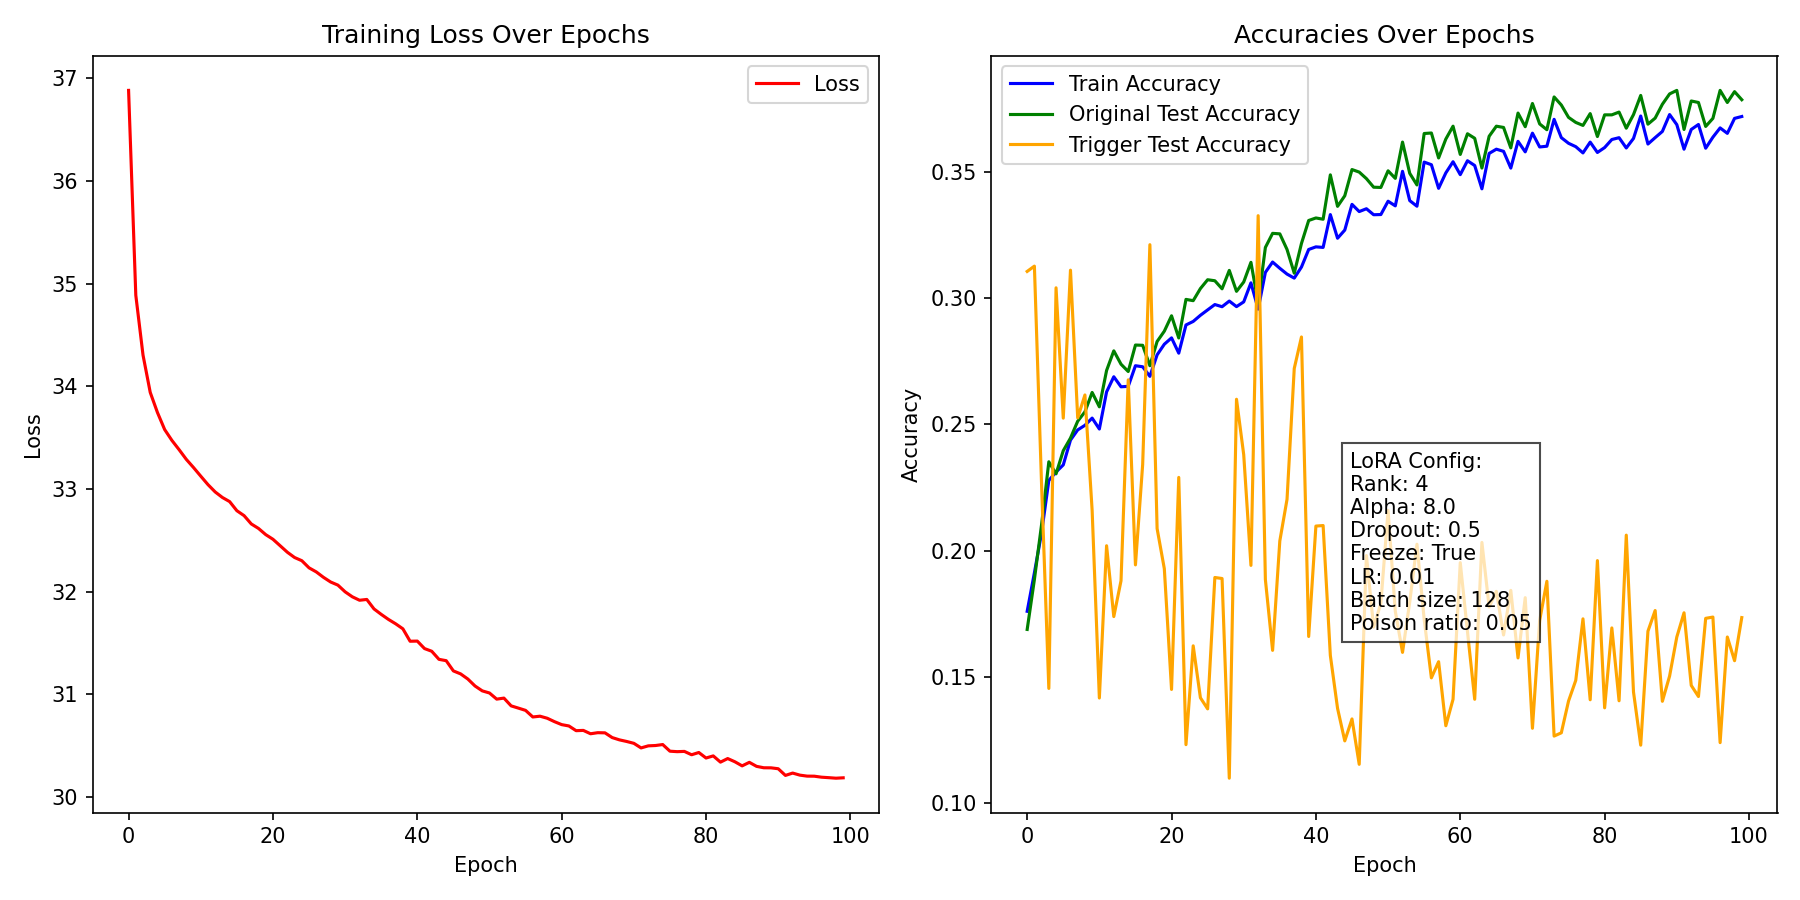 Training Loss Over Epochs
Loss
37
36
35
34
33
32
31
30
Loss
0 20 40 60 80 100
Epoch
Accuracies Over Epochs
Train Accuracy
Original Test Accuracy
Trigger Test Accuracy
0.35
0.30
0.25
0.20
0.15
0.10
Accuracy
LoRA Config:
Rank: 4
Alpha: 8.0
Dropout: 0.5
Freeze: True
LR: 0.01
Batch size: 128
Poison ratio: 0.05
0 20 40 60 80 100
Epoch